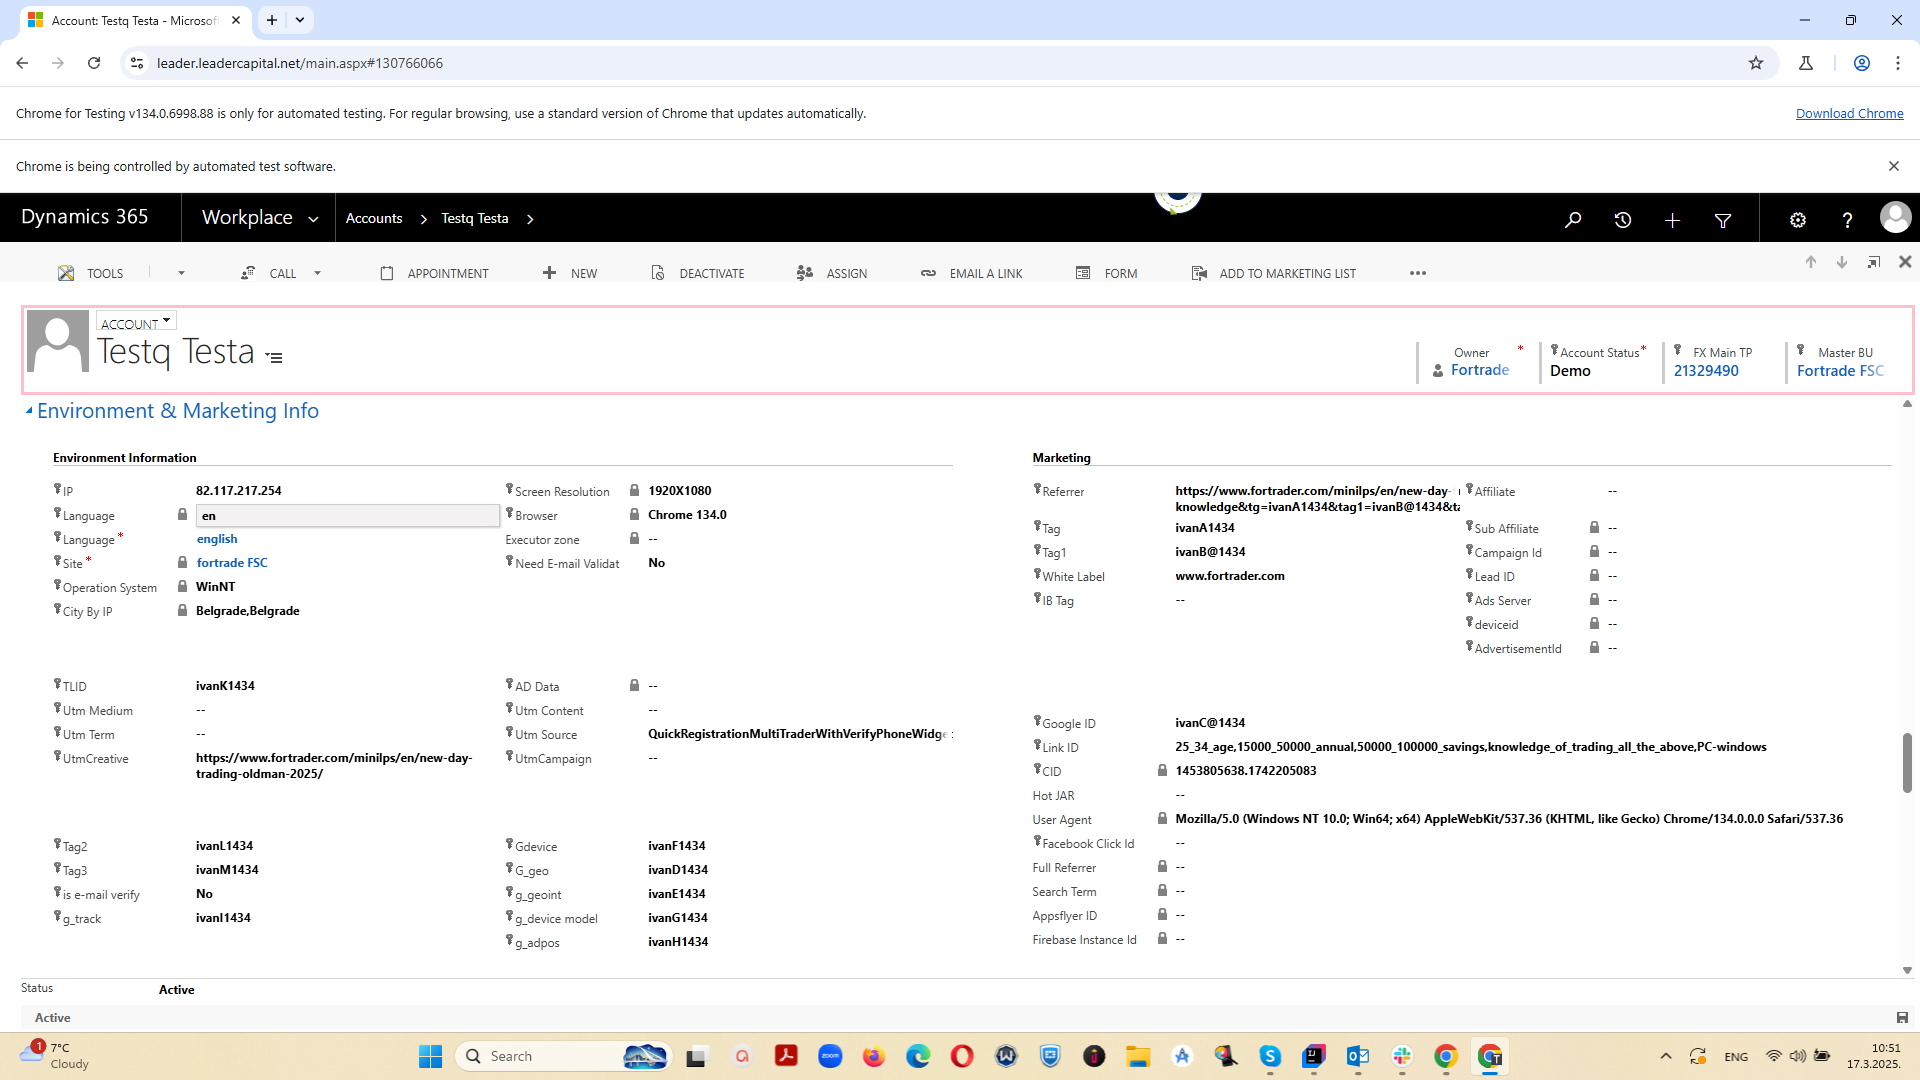 Account: Testq Testa - Microsof
leader.leadercapital.net/main.aspx#130766066
Chrome for Testing v134.0.6998.88 is only for automated testing. For regular browsing, use a standard version of Chrome that updates automatically.
Download Chrome
Chrome is being controlled by automated test software.
Dynamics 365
Workplace
Accounts
Testq Testa
TOOLS
CALL
APPOINTMENT
NEW
DEACTIVATE
ASSIGN
EMAIL A LINK
FORM
ADD TO MARKETING LIST
ACCOUNT
Testq Testa
Owner *
Fortrade
Account Status *
Demo
FX Main TP
21329490
Master BU
Fortrade FSC
Environment & Marketing Info
Environment Information
IP 82.117.217.254
Language en
Language * english
Site * fortrade FSC
Operation System WinNT
City By IP Belgrade,Belgrade
Screen Resolution 1920X1080
Browser Chrome 134.0
Executor zone --
Need E-mail Validat No
TLID ivanK1434
Utm Medium --
Utm Term --
UtmCreative https://www.fortrader.com/minilps/en/new-day-
trading-oldman-2025/
AD Data --
Utm Content --
Utm Source QuickRegistrationMultiTraderWithVerifyPhoneWidge
UtmCampaign --
Tag2 ivanL1434
Tag3 ivanM1434
is e-mail verify No
g_track ivanI1434
Gdevice ivanF1434
G_geo ivanD1434
g_geoint ivanE1434
g_device model ivanG1434
g_adpos ivanH1434
Marketing
Referrer https://www.fortrader.com/minilps/en/new-day-
knowledge&tg=ivanA1434&tag1=ivanB@1434&ta
Tag ivanA1434
Tag1 ivanB@1434
White Label www.fortrader.com
IB Tag --
Affiliate --
Sub Affiliate --
Campaign Id --
Lead ID --
Ads Server --
deviceid --
AdvertisementId --
Google ID ivanC@1434
Link ID 25_34_age,15000_50000_annual,50000_100000_savings,knowledge_of_trading_all_the_above,PC-windows
CID 1453805638.1742205083
Hot JAR --
User Agent Mozilla/5.0 (Windows NT 10.0; Win64; x64) AppleWebKit/537.36 (KHTML, like Gecko) Chrome/134.0.0.0 Safari/537.36
Facebook Click Id --
Full Referrer --
Search Term --
Appsflyer ID --
Firebase Instance Id --
Status Active
Active
1
7°C
Cloudy
Search
zoom
ENG
10:51
17.3.2025.